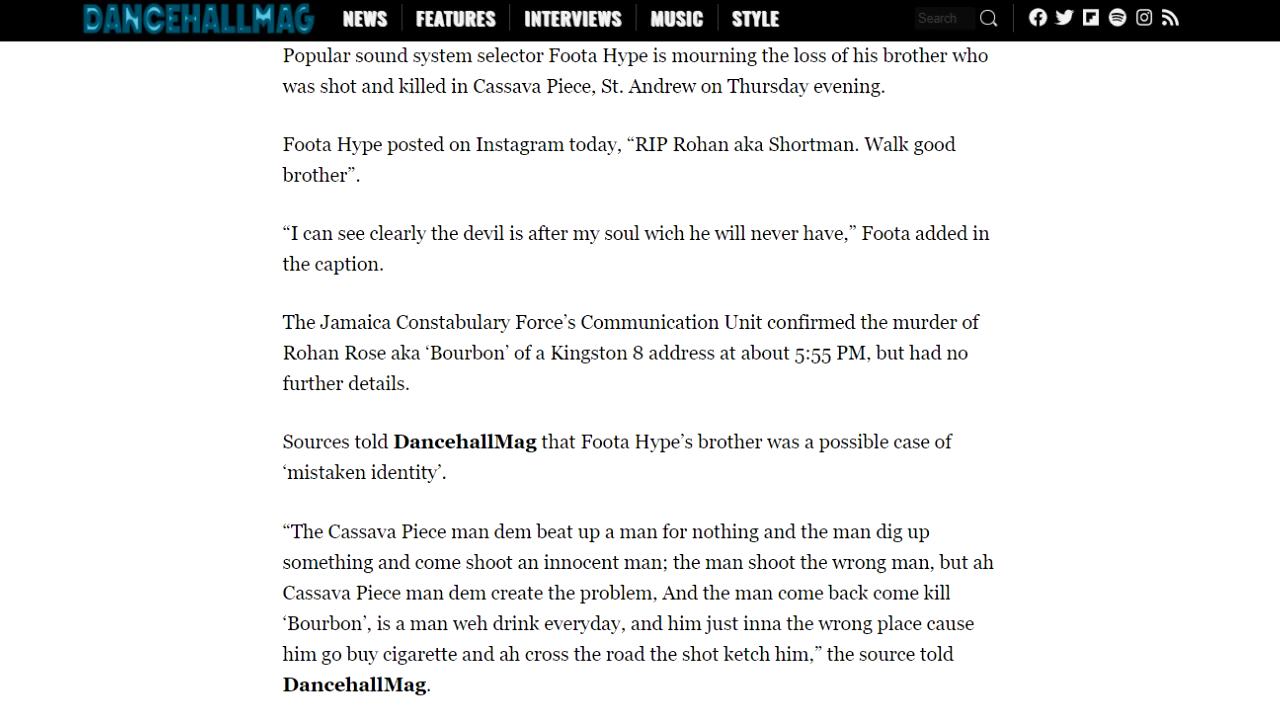 DANCEHALLMAG NEWS FEATURES INTERVIEWS MUSIC STYLE Search
Popular sound system selector Foota Hype is mourning the loss of his brother who
was shot and killed in Cassava Piece, St. Andrew on Thursday evening.
Foota Hype posted on Instagram today, “RIP Rohan aka Shortman. Walk good
brother”.
“I can see clearly the devil is after my soul wich he will never have,” Foota added in
the caption.
The Jamaica Constabulary Force’s Communication Unit confirmed the murder of
Rohan Rose aka ‘Bourbon’ of a Kingston 8 address at about 5:55 PM, but had no
further details.
Sources told DancehallMag that Foota Hype’s brother was a possible case of
‘mistaken identity’.
“The Cassava Piece man dem beat up a man for nothing and the man dig up
something and come shoot an innocent man; the man shoot the wrong man, but ah
Cassava Piece man dem create the problem, And the man come back come kill
‘Bourbon’, is a man weh drink everyday, and him just inna the wrong place cause
him go buy cigarette and ah cross the road the shot ketch him,” the source told
DancehallMag.